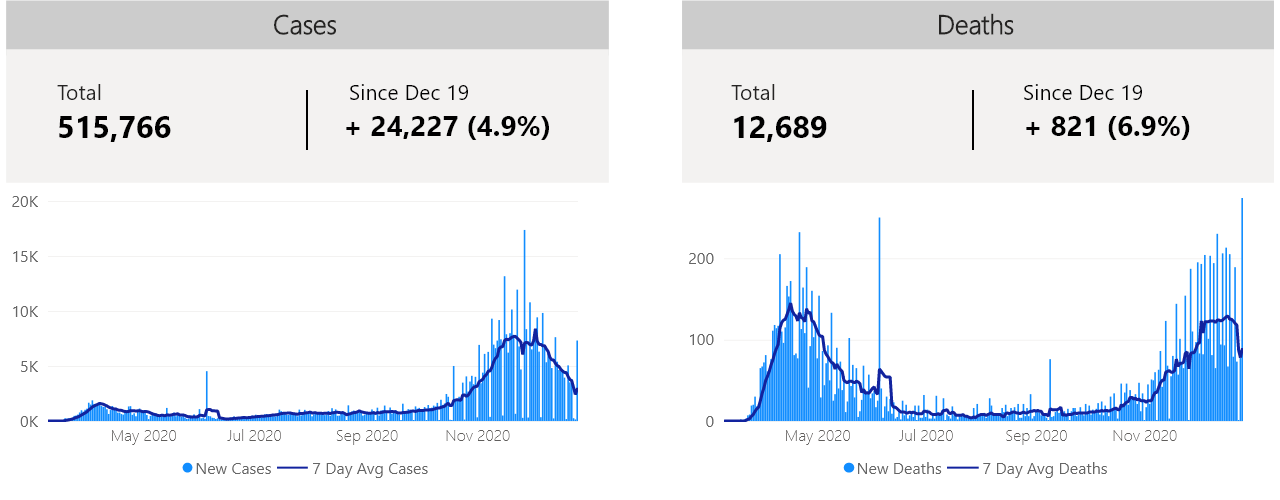 Cases
Total
515,766
Since Dec 19
+ 24,227 (4.9%)
20K
15K
10K
5K
0K
May 2020
Jul 2020
Sep 2020
Nov 2020
New Cases
7 Day Avg Cases
Deaths
Total
12,689
Since Dec 19
+ 821 (6.9%)
200
100
0
May 2020
Jul 2020
Sep 2020
Nov 2020
New Deaths
7 Day Avg Deaths